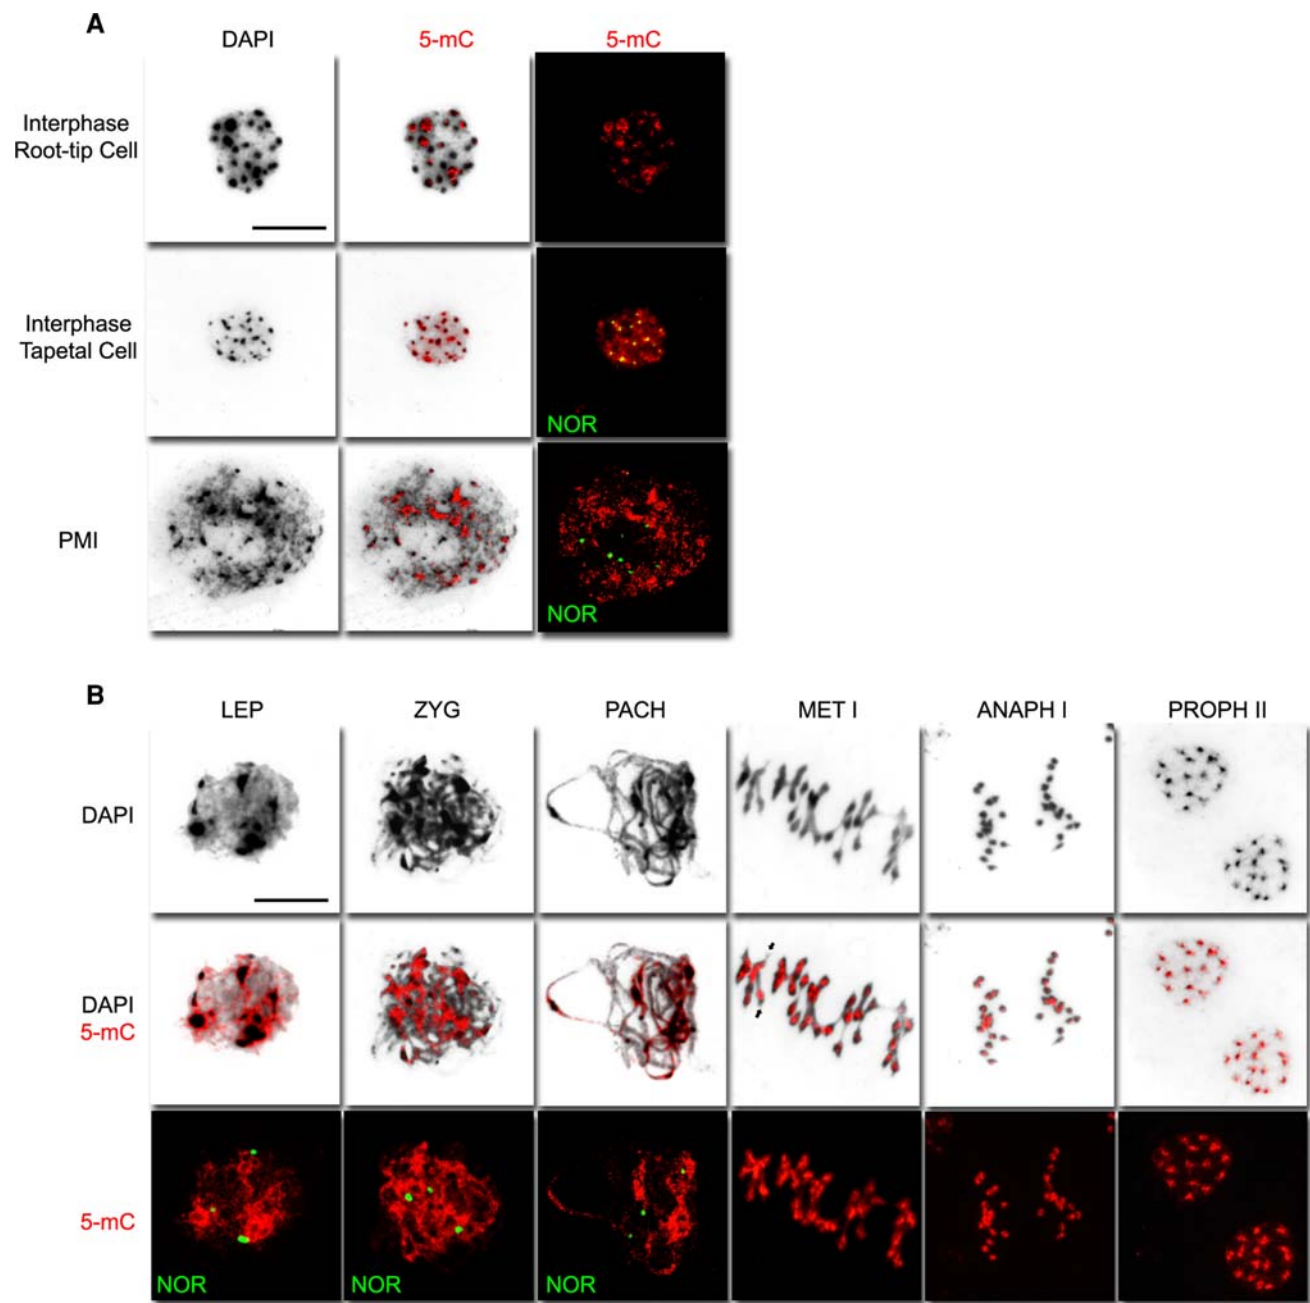 A
DAPI 5-mC 5-mC
Interphase
Root-tip Cell
Interphase
Tapetal Cell
NOR
PMI
NOR
B
LEP ZYG PACH MET I ANAPH I PROPH II
DAPI
DAPI
5-mC
5-mC
NOR NOR NOR